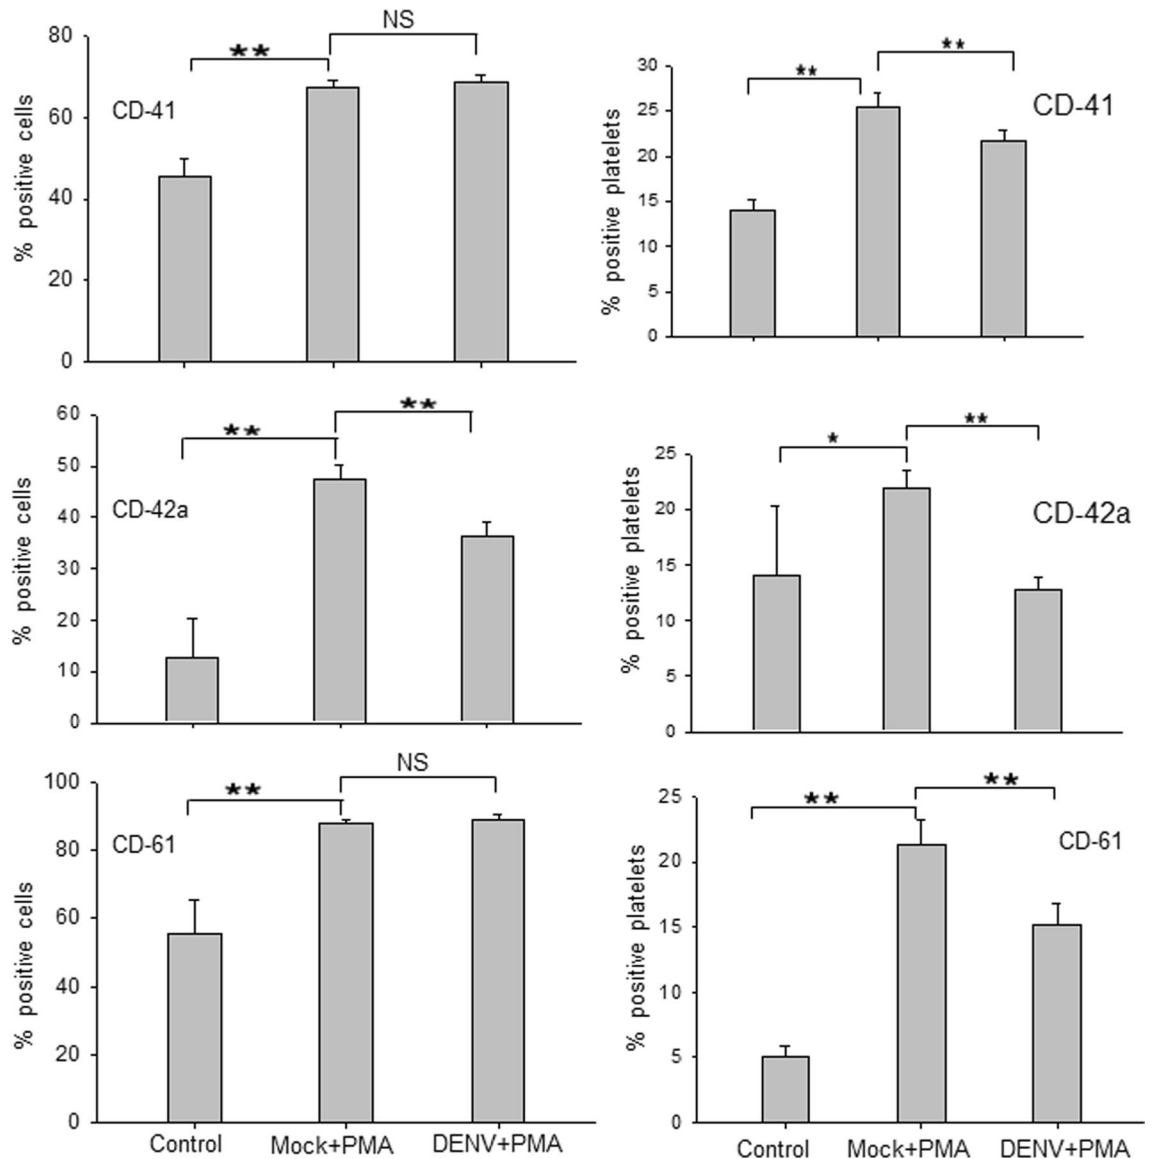 NS
**
80
60
40
20
0
% positive cells
CD-41
**
**
30
25
20
15
10
5
0
% positive platelets
CD-41
**
**
60
50
40
30
20
10
0
% positive cells
CD-42a
*
**
25
20
15
10
5
0
% positive platelets
CD-42a
NS
**
100
80
60
40
20
0
% positive cells
CD-61
Control Mock+PMA DENV+PMA
**
**
25
20
15
10
5
0
% positive platelets
CD-61
Control Mock+PMA DENV+PMA